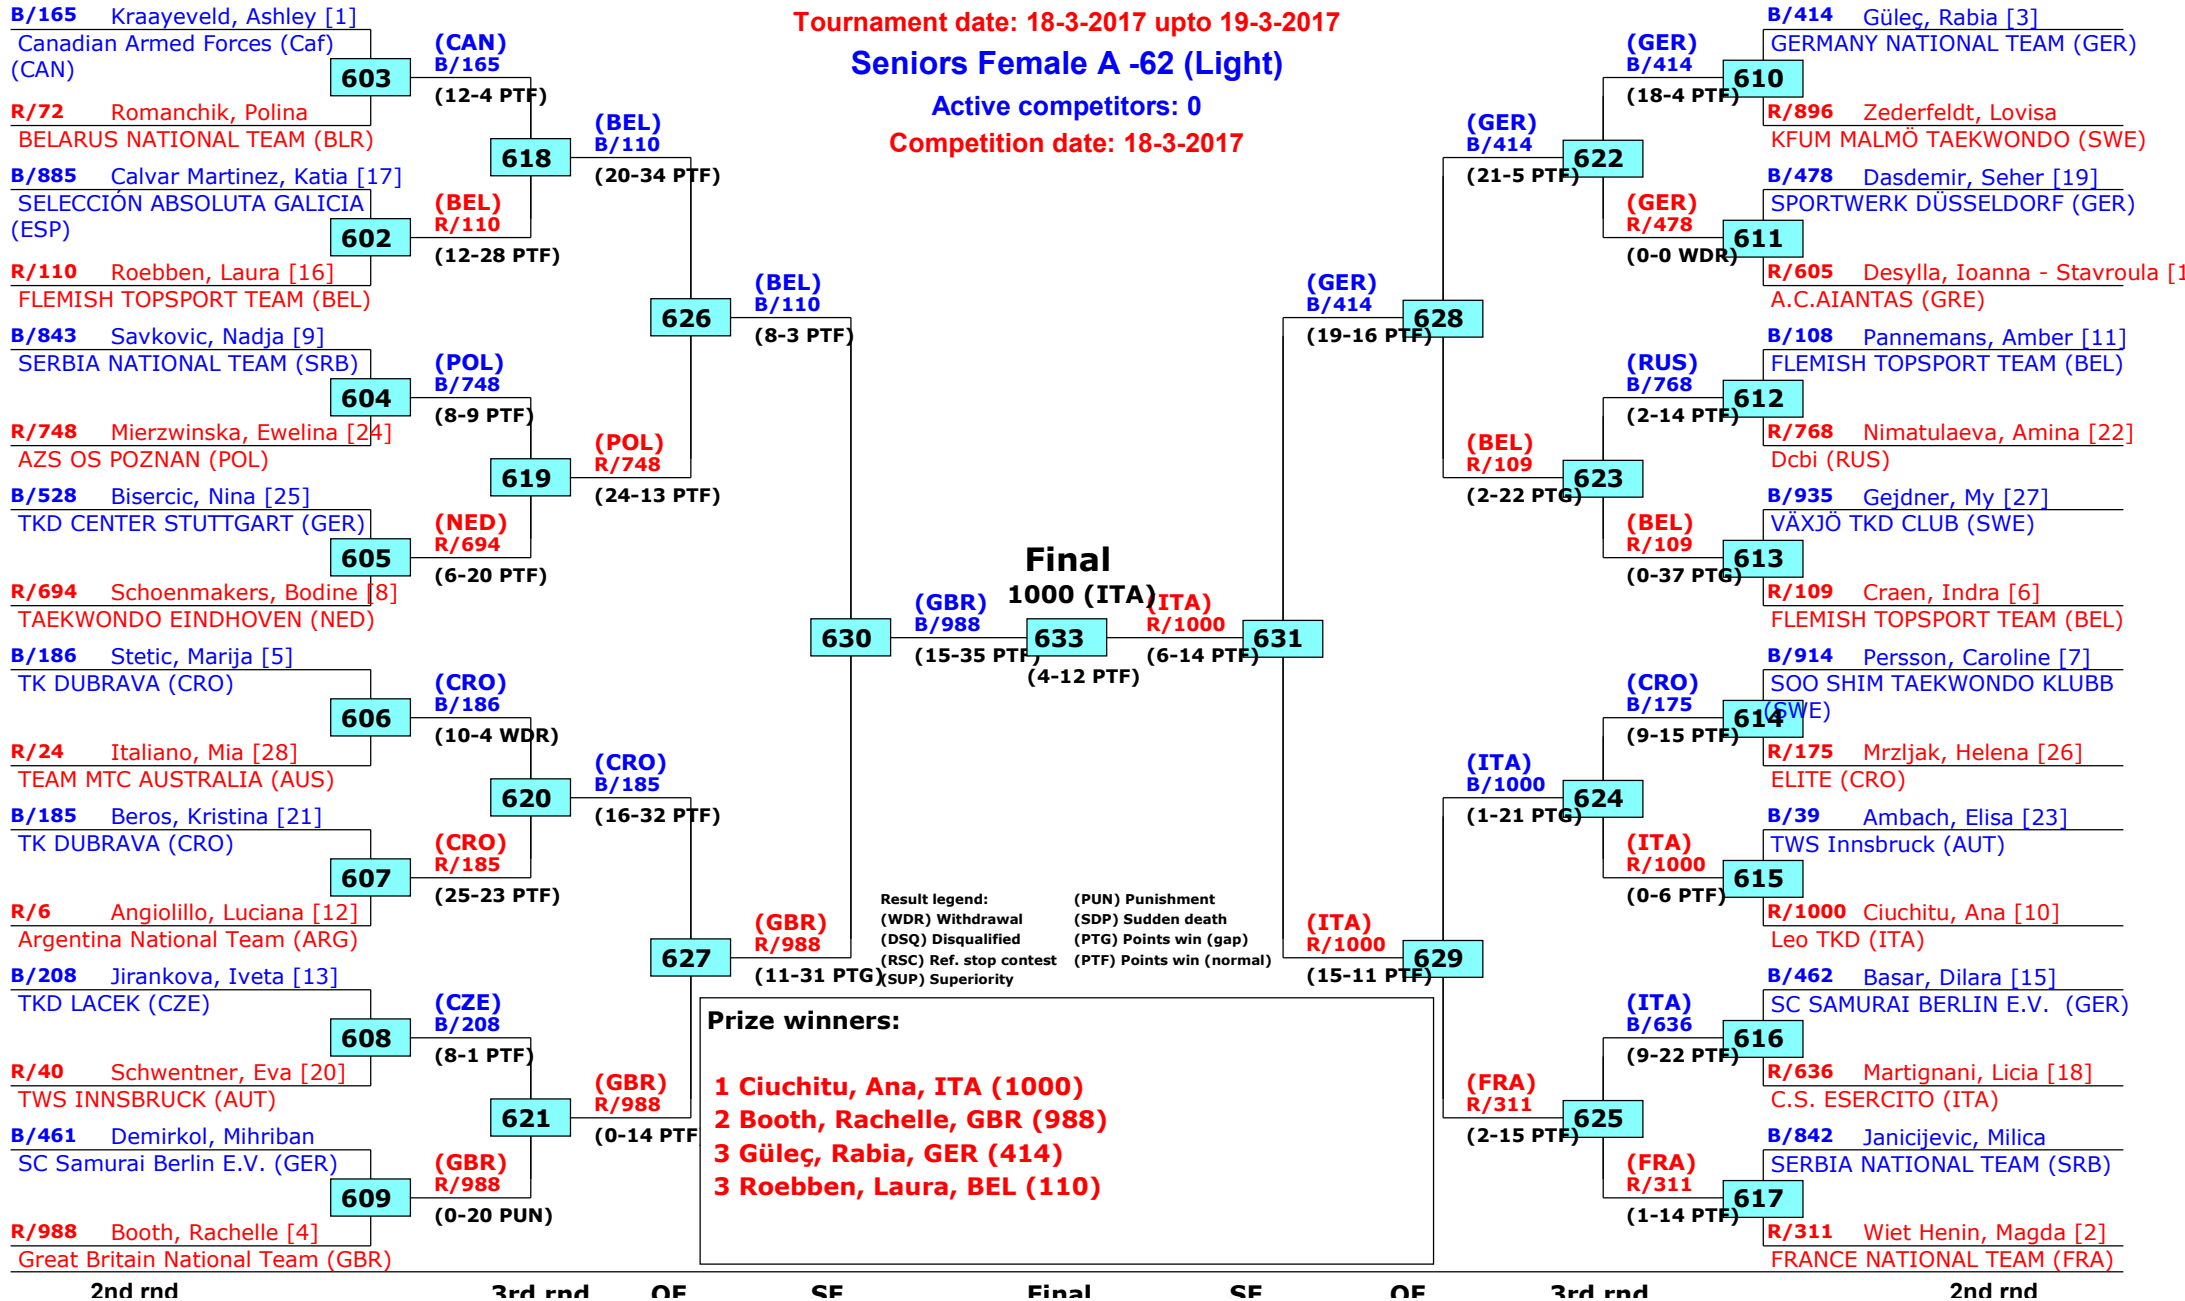 Tournament date: 18-3-2017 upto 19-3-2017
Seniors Female A -62 (Light)
Active competitors: 0
Competition date: 18-3-2017
B/165 Kraayeveld, Ashley [1]
Canadian Armed Forces (Caf)
(CAN)
603
R/72 Romanchik, Polina
BELARUS NATIONAL TEAM (BLR)
B/885 Calvar Martinez, Katia [17]
SELECCIÓN ABSOLUTA GALICIA
(ESP)
602
R/110 Roebben, Laura [16]
FLEMISH TOPSPORT TEAM (BEL)
B/843 Savkovic, Nadja [9]
SERBIA NATIONAL TEAM (SRB)
604
R/748 Mierzwinska, Ewelina [24]
AZS OS POZNAN (POL)
B/528 Bisercic, Nina [25]
TKD CENTER STUTTGART (GER)
605
R/694 Schoenmakers, Bodine [8]
TAEKWONDO EINDHOVEN (NED)
B/186 Stetic, Marija [5]
TK DUBRAVA (CRO)
606
R/24 Italiano, Mia [28]
TEAM MTC AUSTRALIA (AUS)
B/185 Beros, Kristina [21]
TK DUBRAVA (CRO)
607
R/6 Angiolillo, Luciana [12]
Argentina National Team (ARG)
B/208 Jirankova, Iveta [13]
TKD LACEK (CZE)
608
R/40 Schwentner, Eva [20]
TWS INNSBRUCK (AUT)
B/461 Demirkol, Mihriban
SC Samurai Berlin E.V. (GER)
609
R/988 Booth, Rachelle [4]
Great Britain National Team (GBR)
(CAN)
B/165
(12-4 PTF)
618
(BEL)
R/110
(12-28 PTF)
(POL)
B/748
(8-9 PTF)
619
(NED)
R/694
(6-20 PTF)
(CRO)
B/186
(10-4 WDR)
620
(CRO)
R/185
(25-23 PTF)
(CZE)
B/208
(8-1 PTF)
621
(GBR)
R/988
(0-20 PUN)
(BEL)
B/110
(20-34 PTF)
626
(POL)
R/748
(24-13 PTF)
(CRO)
B/185
(16-32 PTF)
627
(GBR)
R/988
(0-14 PTF
(BEL)
B/110
(8-3 PTF)
630
(GBR)
R/988
(11-31 PTG)
(GBR)
B/988
(15-35 PTF)
Final
1000 (ITA)
633
(4-12 PTF)
(ITA)
R/1000
(6-14 PTF)
631
(GER)
B/414
(19-16 PTF)
628
(ITA)
R/1000
(15-11 PTF)
629
(GER)
B/414
(21-5 PTF)
622
(BEL)
R/109
(2-22 PTG)
623
(ITA)
B/1000
(1-21 PTG)
624
(FRA)
R/311
(2-15 PTF)
625
(GER)
B/414
(18-4 PTF)
610
(GER)
R/478
(0-0 WDR)
611
(RUS)
B/768
(2-14 PTF)
612
(BEL)
R/109
(0-37 PTG)
613
(CRO)
B/175
(9-15 PTF)
614
(ITA)
R/1000
(0-6 PTF)
615
(ITA)
B/636
(9-22 PTF)
616
(FRA)
R/311
(1-14 PTF)
617
B/414 Güleç, Rabia [3]
GERMANY NATIONAL TEAM (GER)
R/896 Zederfeldt, Lovisa
KFUM MALMÖ TAEKWONDO (SWE)
B/478 Dasdemir, Seher [19]
SPORTWERK DÜSSELDORF (GER)
R/605 Desylla, Ioanna - Stavroula [1
A.C.AIANTAS (GRE)
B/108 Pannemans, Amber [11]
FLEMISH TOPSPORT TEAM (BEL)
R/768 Nimatulaeva, Amina [22]
Dcbi (RUS)
B/935 Gejdner, My [27]
VÄXJÖ TKD CLUB (SWE)
R/109 Craen, Indra [6]
FLEMISH TOPSPORT TEAM (BEL)
B/914 Persson, Caroline [7]
SOO SHIM TAEKWONDO KLUBB
(SWE)
R/175 Mrzljak, Helena [26]
ELITE (CRO)
B/39 Ambach, Elisa [23]
TWS Innsbruck (AUT)
R/1000 Ciuchitu, Ana [10]
Leo TKD (ITA)
B/462 Basar, Dilara [15]
SC SAMURAI BERLIN E.V. (GER)
R/636 Martignani, Licia [18]
C.S. ESERCITO (ITA)
B/842 Janicijevic, Milica
SERBIA NATIONAL TEAM (SRB)
R/311 Wiet Henin, Magda [2]
FRANCE NATIONAL TEAM (FRA)
Result legend: (PUN) Punishment
(WDR) Withdrawal (SDP) Sudden death
(DSQ) Disqualified (PTG) Points win (gap)
(RSC) Ref. stop contest (PTF) Points win (normal)
(SUP) Superiority
Prize winners:
1 Ciuchitu, Ana, ITA (1000)
2 Booth, Rachelle, GBR (988)
3 Güleç, Rabia, GER (414)
3 Roebben, Laura, BEL (110)
2nd rnd 3rd rnd QF SF Final SF QF 3rd rnd 2nd rnd